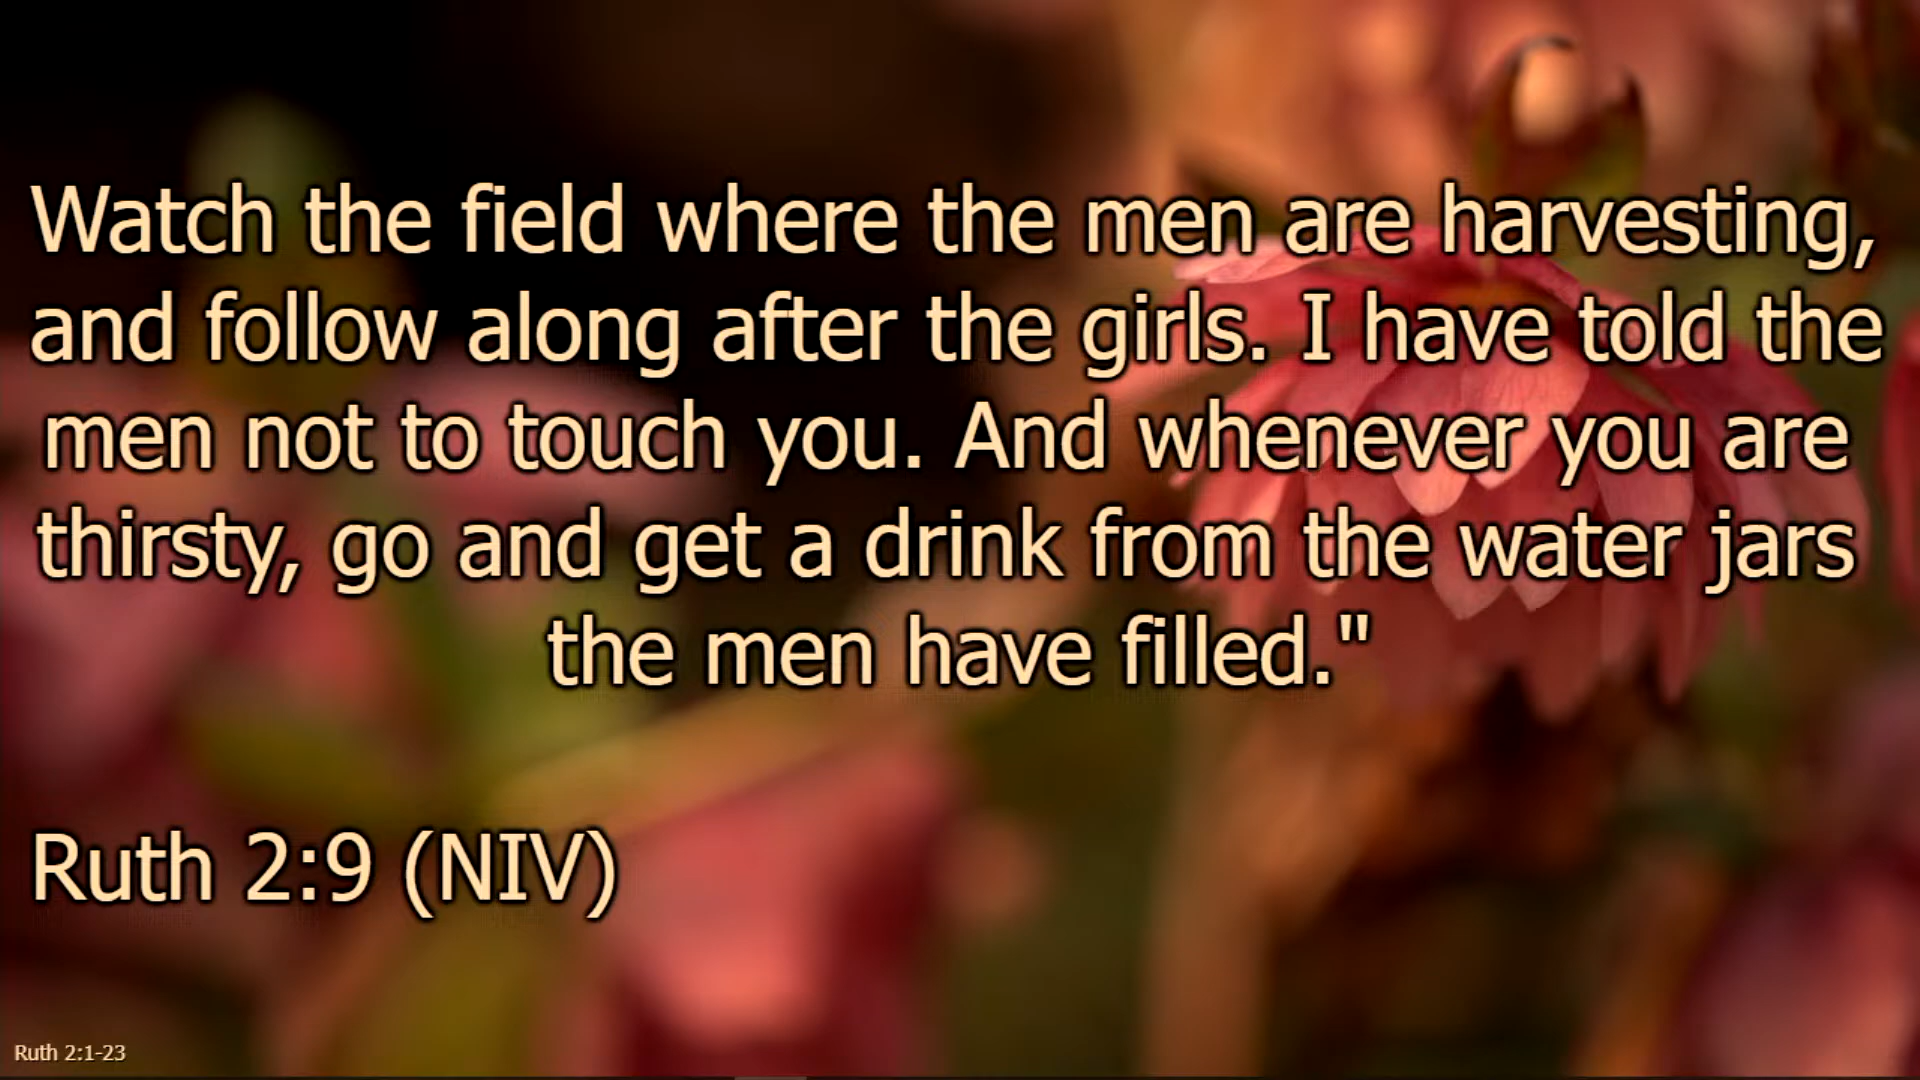 Watch the field where the men are harvesting,
and follow along after the girls. I have told the
men not to touch you. And whenever you are
thirsty, go and get a drink from the water jars
the men have filled."
Ruth 2:9 (NIV)
Ruth 2:1-23